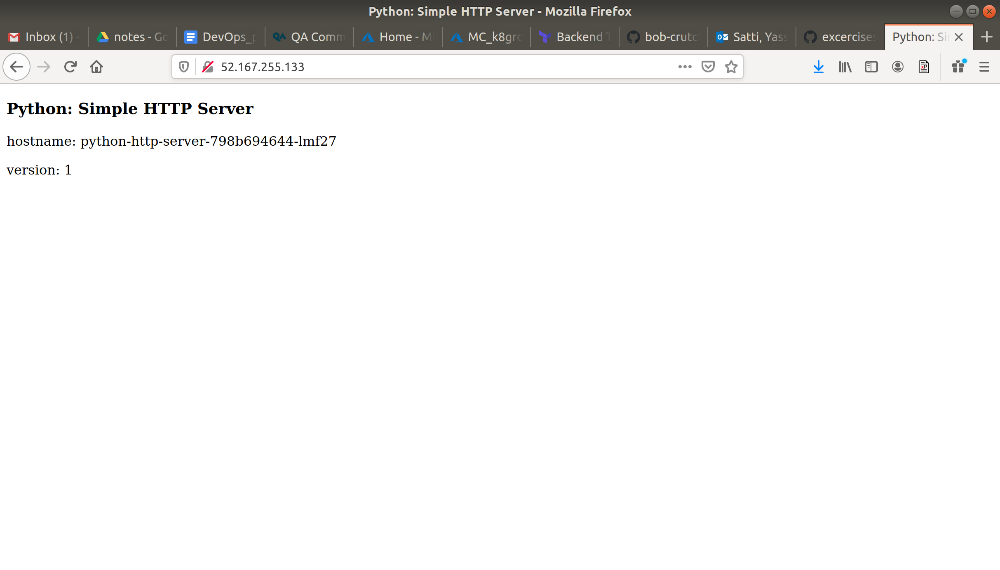 Python: Simple HTTP Server - Mozilla Firefox
Inbox (1) - notes - Go DevOps_p QA Comm Home - Mi MC_k8gro Backend T bob-crutc Satti, Yass excercises Python: Sir
52.167.255.133
Python: Simple HTTP Server
hostname: python-http-server-798b694644-lmf27
version: 1